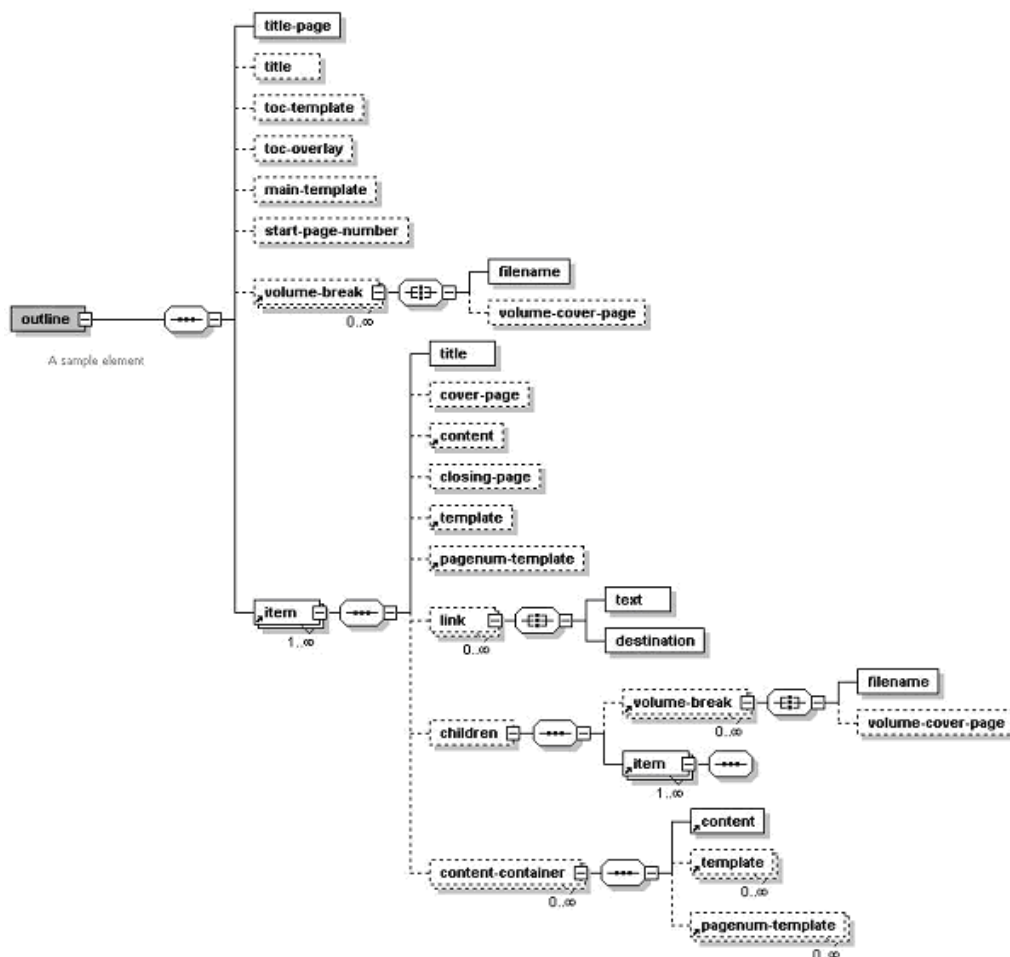 title-page
title
toc-template
toc-overlay
main-template
start-page-number
volume-break
0..∞
filename
volume-cover-page
outline
A sample element
item
1..∞
title
cover-page
content
closing-page
template
pagenum-template
link
0..∞
text
destination
children
volume-break
0..∞
filename
volume-cover-page
item
1..∞
content-container
0..∞
content
template
0..∞
pagenum-template
0..∞